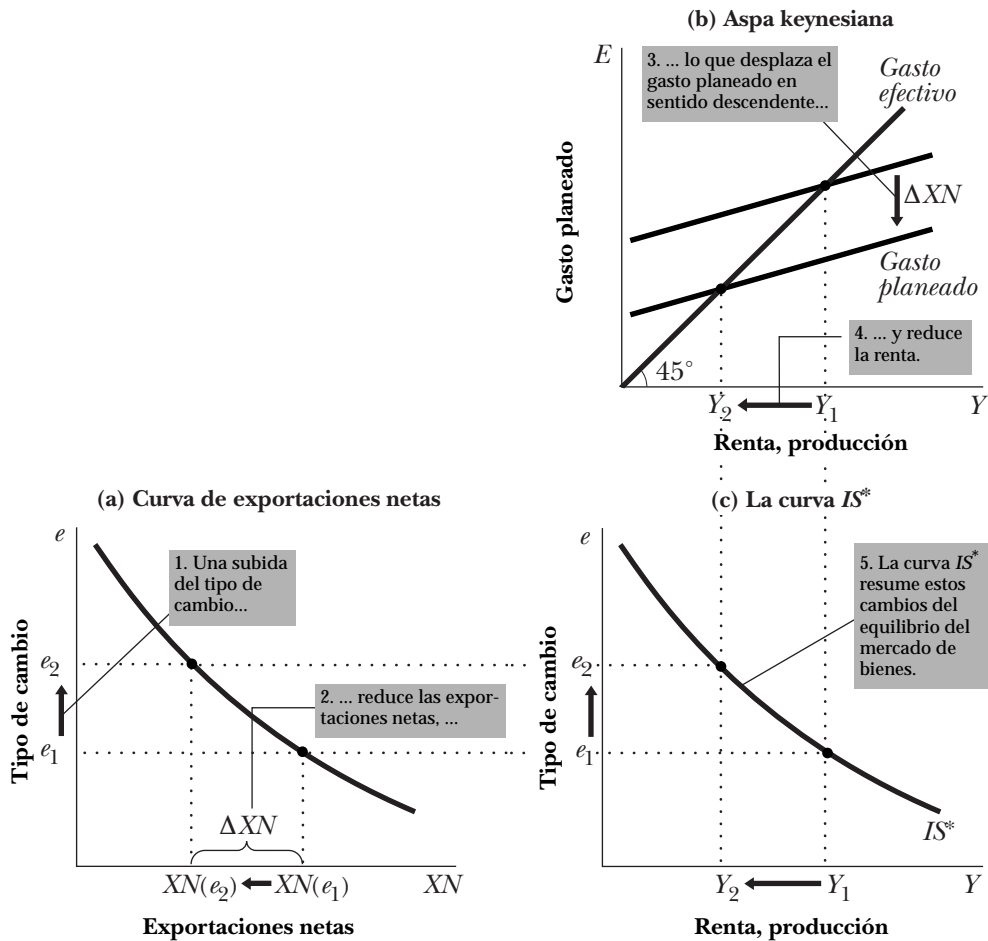 (b) Aspa keynesiana
E
3. ... lo que desplaza el
gasto planeado en
sentido descendente...
Gasto
efectivo
ΔXN
Gasto
planeado
Gasto planeado
4. ... y reduce
la renta.
45°
Y₂
Y₁
Y
Renta, producción
(a) Curva de exportaciones netas
e
1. Una subida
del tipo de
cambio...
e₂
2. ... reduce las expor-
taciones netas, ...
e₁
Tipo de cambio
ΔXN
XN(e₂)
XN(e₁)
XN
Exportaciones netas
(c) La curva IS*
e
5. La curva IS*
resume estos
cambios del
equilibrio del
mercado de
bienes.
e₂
e₁
Tipo de cambio
IS*
Y₂
Y₁
Y
Renta, producción